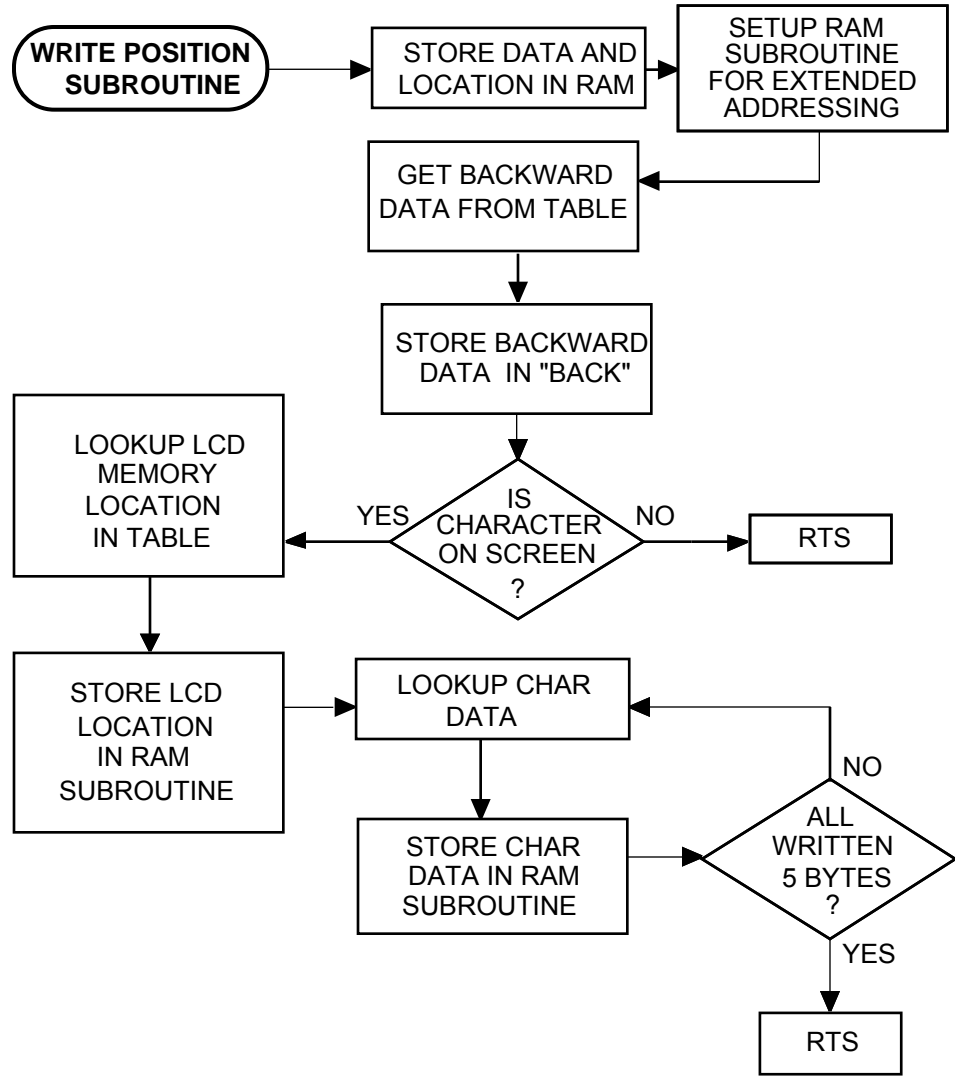 WRITE POSITION
SUBROUTINE
STORE DATA AND
LOCATION IN RAM
SETUP RAM
SUBROUTINE
FOR EXTENDED
ADDRESSING
GET BACKWARD
DATA FROM TABLE
STORE BACKWARD
DATA IN "BACK"
IS
CHARACTER
ON SCREEN
?
YES
NO
RTS
LOOKUP LCD
MEMORY
LOCATION
IN TABLE
STORE LCD
LOCATION
IN RAM
SUBROUTINE
LOOKUP CHAR
DATA
STORE CHAR
DATA IN RAM
SUBROUTINE
ALL
WRITTEN
5 BYTES
?
NO
YES
RTS